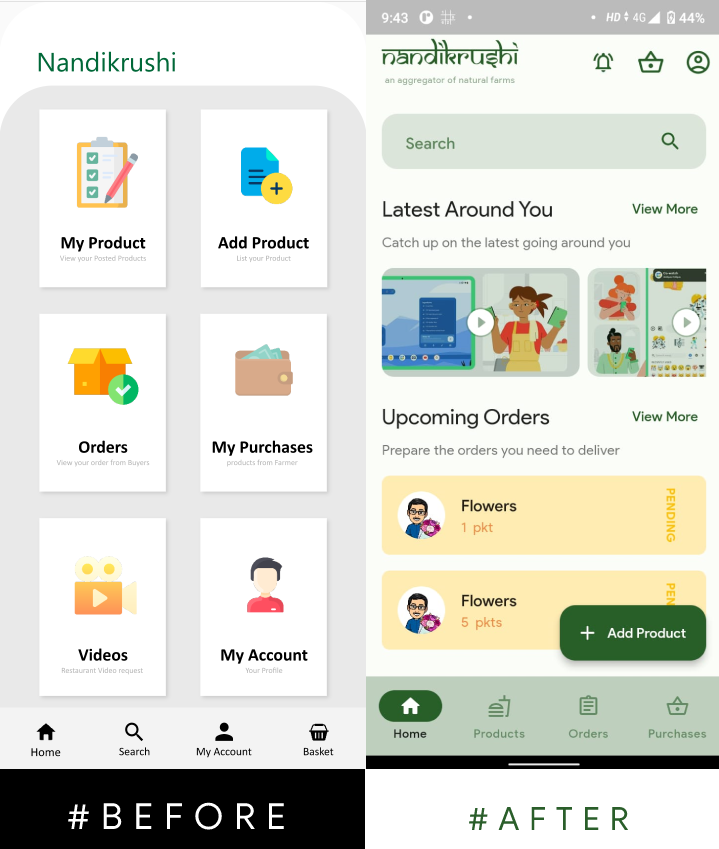 Nandikrushi
My Product
View your Posted Products
Add Product
List your Product
Orders
View your order from Buyers
My Purchases
products from Farmer
Videos
Restaurant Video request
My Account
Your Profile
Home
Search
My Account
Basket
#BEFORE
9:43
HD 4G 44%
nandikrushi
an aggregator of natural farms
Search
Latest Around You
View More
Catch up on the latest going around you
Upcoming Orders
View More
Prepare the orders you need to deliver
Flowers
1 pkt
PENDING
Flowers
5 pkts
PEN
Add Product
Home
Products
Orders
Purchases
#AFTER